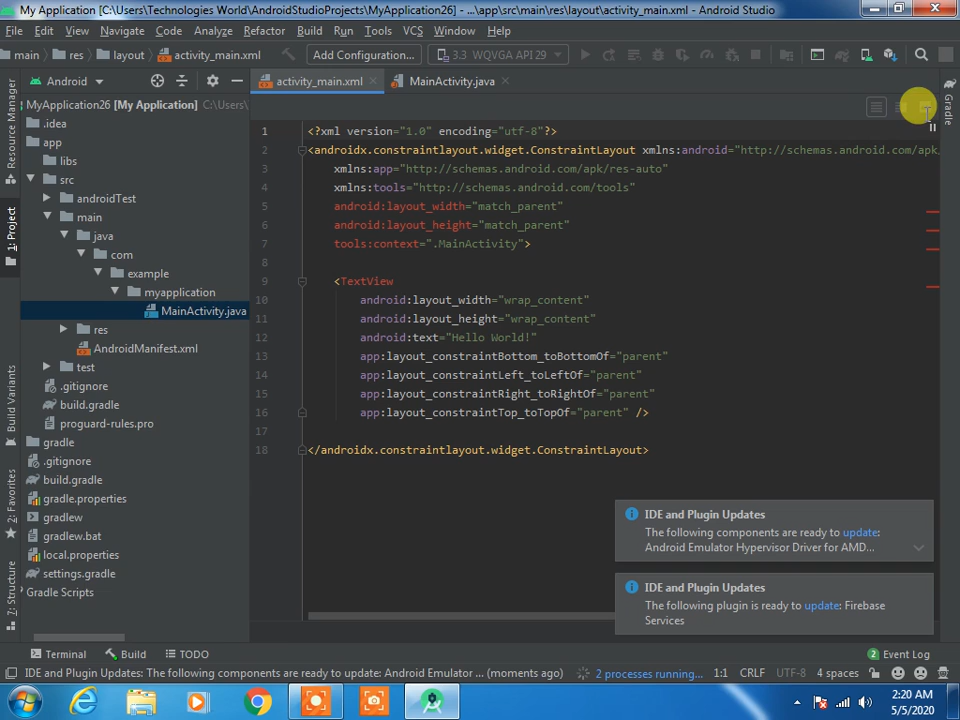 My Application [C:\Users\Technologies World\AndroidStudioProjects\MyApplication26] - ...\app\src\main\res\layout\activity_main.xml - Android Studio
File Edit View Navigate Code Analyze Refactor Build Run Tools VCS Window Help
main res layout activity_main.xml Add Configuration... 3.3 WQVGA API 29
Android
activity_main.xml MainActivity.java
Resource Manager
1: Project
Build Variants
2: Favorites
7: Structure
MyApplication26 [My Application] C:\Users\
.idea
app
libs
src
androidTest
main
java
com
example
myapplication
MainActivity.java
res
AndroidManifest.xml
test
.gitignore
build.gradle
proguard-rules.pro
gradle
.gitignore
build.gradle
gradle.properties
gradlew
gradlew.bat
local.properties
settings.gradle
Gradle Scripts
1 <?xml version="1.0" encoding="utf-8"?>
2 <androidx.constraintlayout.widget.ConstraintLayout xmlns:android="http://schemas.android.com/apk
3 xmlns:app="http://schemas.android.com/apk/res-auto"
4 xmlns:tools="http://schemas.android.com/tools"
5 android:layout_width="match_parent"
6 android:layout_height="match_parent"
7 tools:context=".MainActivity">
8
9 <TextView
10 android:layout_width="wrap_content"
11 android:layout_height="wrap_content"
12 android:text="Hello World!"
13 app:layout_constraintBottom_toBottomOf="parent"
14 app:layout_constraintLeft_toLeftOf="parent"
15 app:layout_constraintRight_toRightOf="parent"
16 app:layout_constraintTop_toTopOf="parent" />
17
18 </androidx.constraintlayout.widget.ConstraintLayout>
Gradle
IDE and Plugin Updates
The following components are ready to update:
Android Emulator Hypervisor Driver for AMD...
IDE and Plugin Updates
The following plugin is ready to update: Firebase
Services
Terminal Build TODO 2 Event Log
IDE and Plugin Updates: The following components are ready to update: Android Emulator ... (moments ago) 2 processes running... 1:1 CRLF UTF-8 4 spaces
2:20 AM
5/5/2020